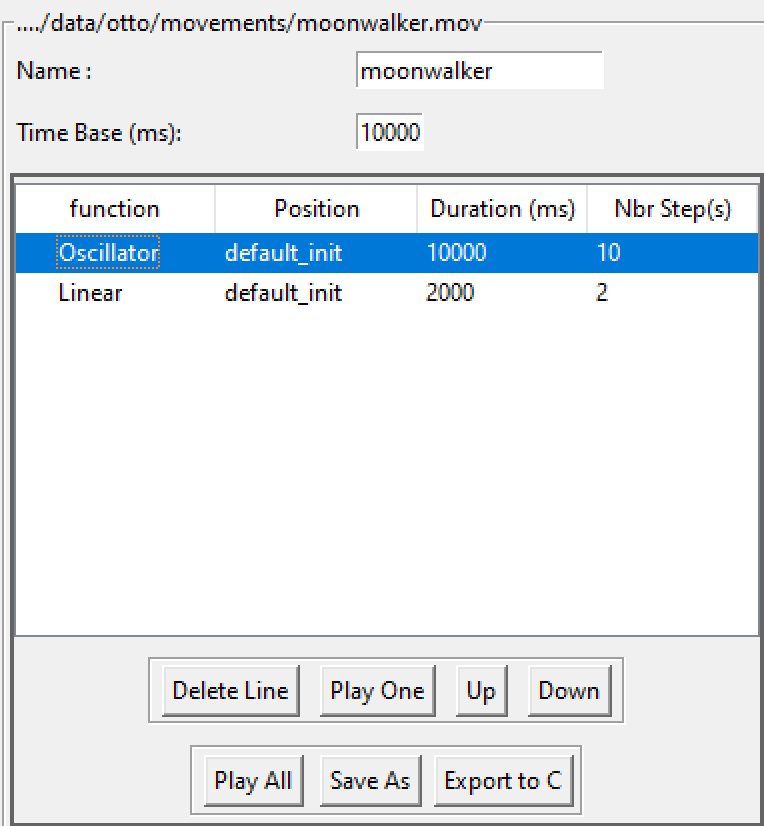 ..../data/otto/movements/moonwalker.mov
Name : moonwalker
Time Base (ms): 10000
function Position Duration (ms) Nbr Step(s)
Oscillator default_init 10000 10
Linear default_init 2000 2
Delete Line Play One Up Down
Play All Save As Export to C